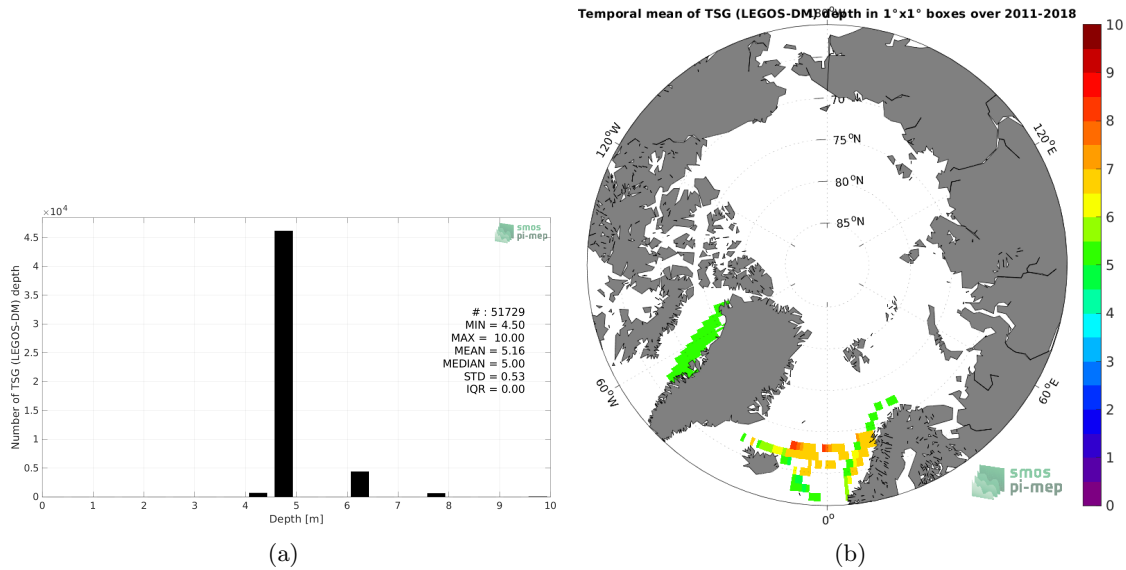 Temporal mean of TSG (LEGOS-DM) depth in 1°x1° boxes over 2011-2018
180°W
×10⁴
4.5
4
3.5
3
2.5
2
1.5
1
0.5
0
Number of TSG (LEGOS-DM) depth
smos
pi-mep
# : 51729
MIN = 4.50
MAX = 10.00
MEAN = 5.16
MEDIAN = 5.00
STD = 0.53
IQR = 0.00
0 1 2 3 4 5 6 7 8 9 10
Depth [m]
(a)
120°W
60°W
0°
60°E
120°E
70
75°N
80°N
85°N
smos
pi-mep
10
9
8
7
6
5
4
3
2
1
0
(b)